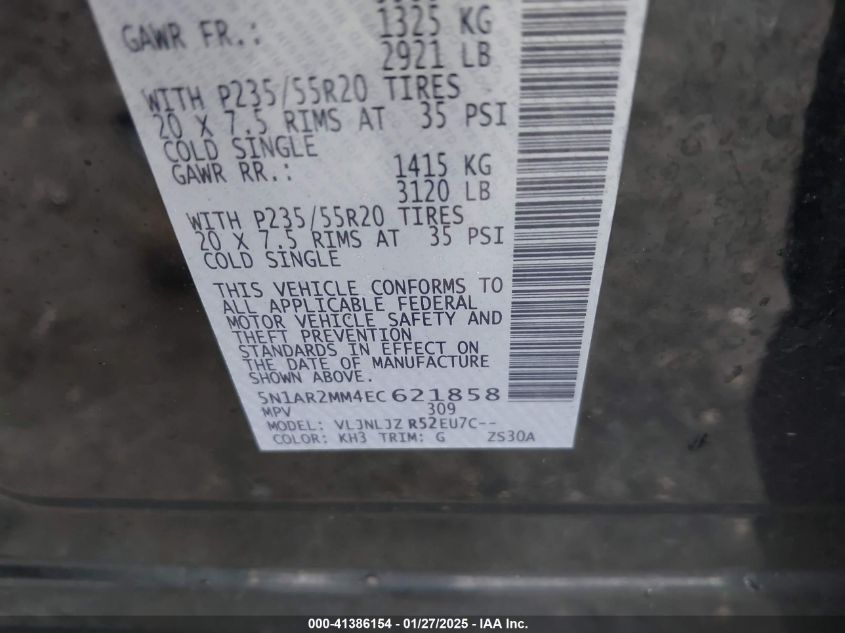 GAWR FR.: 1325 KG
2921 LB
WITH P235/55R20 TIRES
20 X 7.5 RIMS AT 35 PSI
COLD SINGLE
GAWR RR.: 1415 KG
3120 LB
WITH P235/55R20 TIRES
20 X 7.5 RIMS AT 35 PSI
COLD SINGLE
THIS VEHICLE CONFORMS TO
ALL APPLICABLE FEDERAL
MOTOR VEHICLE SAFETY AND
THEFT PREVENTION
STANDARDS IN EFFECT ON
THE DATE OF MANUFACTURE
SHOWN ABOVE.
5N1AR2MM4EC621858
MPV 309
MODEL: VLJNLJZ R52EU7C--
COLOR: KH3 TRIM: G ZS30A
000-41386154 — 01/27/2025 — IAA Inc.